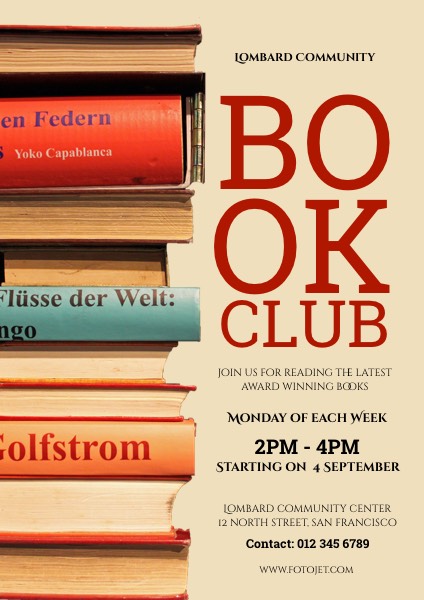 Lombard Community
BO
OK
CLUB
Join us for reading the latest
award winning books
Monday of each Week
2PM - 4PM
Starting on 4 September
Lombard Community Center
12 North Street, San Francisco
Contact: 012 345 6789
www.fotojet.com
en Federn
s Yoko Capablanca
Flüsse der Welt:
ngo
Golfstrom